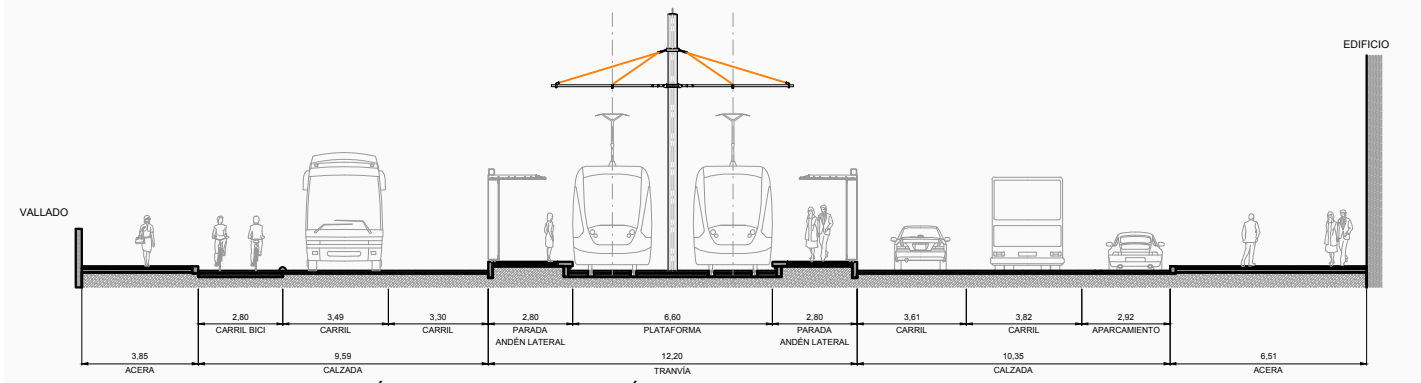 EDIFICIO
VALLADO
2,80
3,49
3,30
2,80
6,60
2,80
3,61
3,82
2,92
CARRIL BICI
CARRIL
CARRIL
PARADA
ANDÉN LATERAL
PLATAFORMA
PARADA
ANDÉN LATERAL
CARRIL
CARRIL
APARCAMIENTO
3,85
9,59
12,20
10,35
6,51
ACERA
CALZADA
TRANVÍA
CALZADA
ACERA